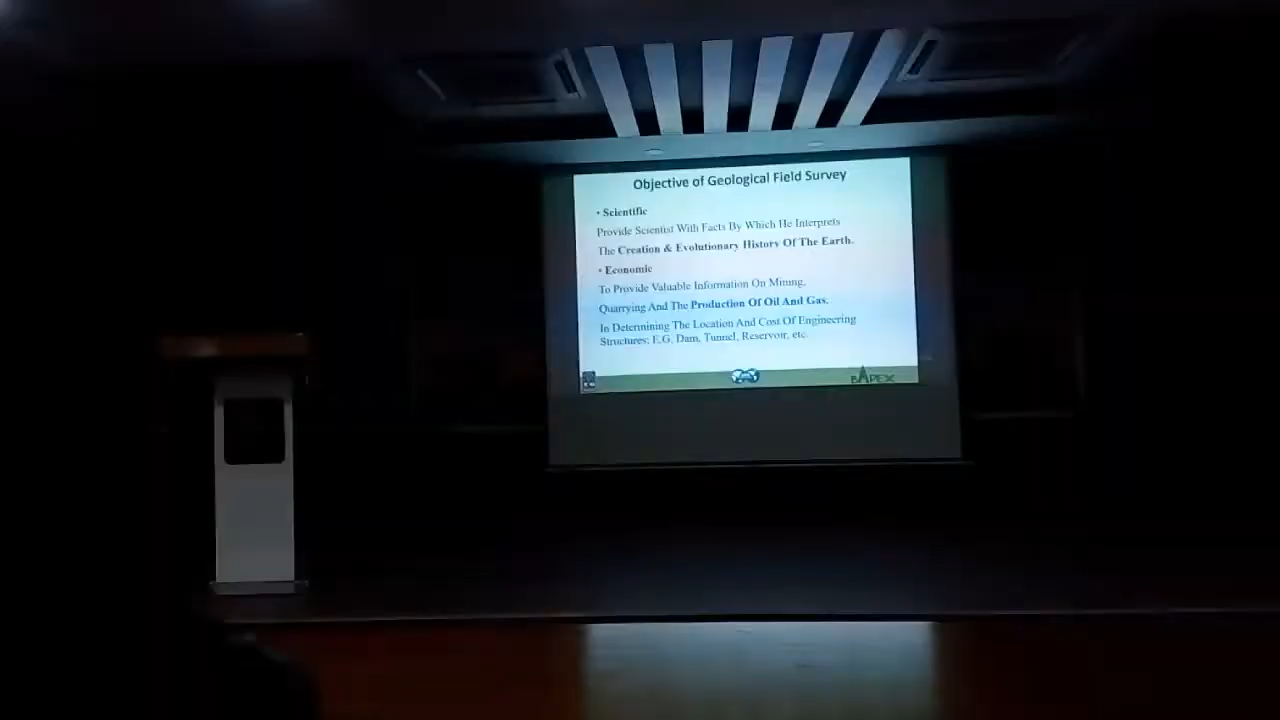 Objective of Geological Field Survey
• Scientific
Provide Scientist With Facts By Which He Interprets
The Creation & Evolutionary History Of The Earth.
• Economic
To Provide Valuable Information On Mining,
Quarrying And The Production Of Oil And Gas.
In Determining The Location And Cost Of Engineering
Structures; E.G. Dam, Tunnel, Reservoir, etc.
BAPEX